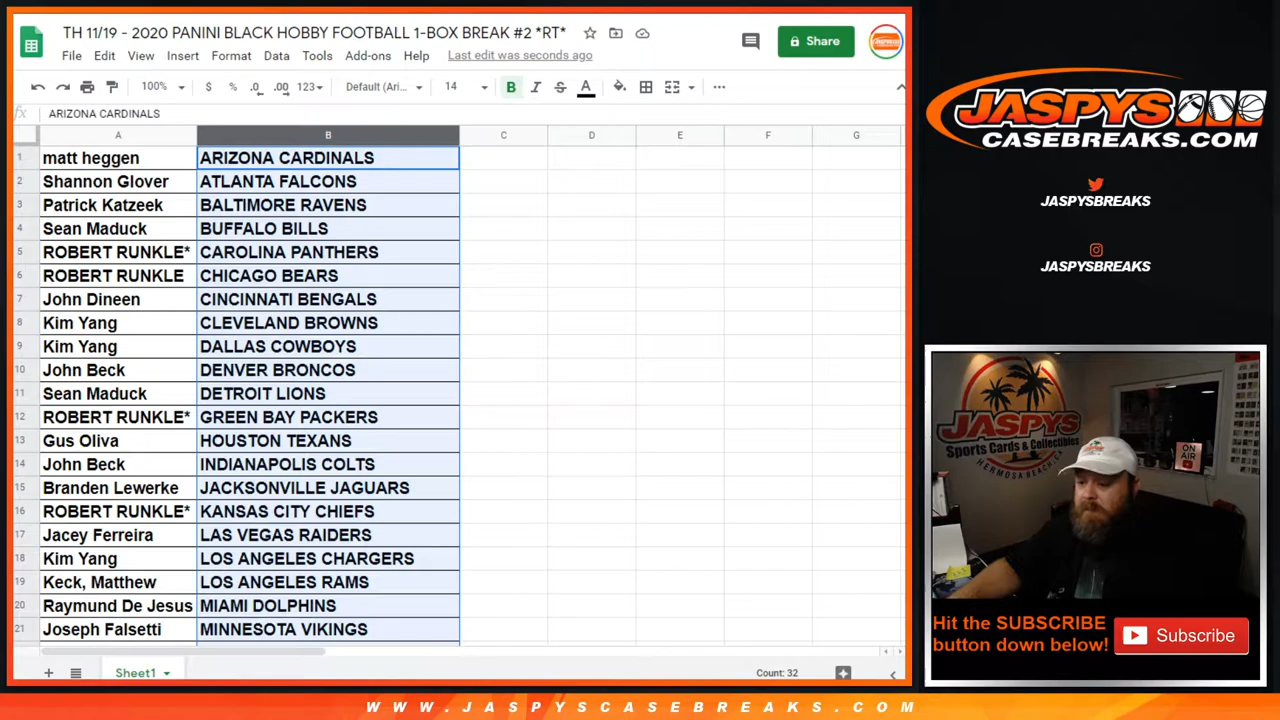 TH 11/19 - 2020 PANINI BLACK HOBBY FOOTBALL 1-BOX BREAK #2 *RT*
File Edit View Insert Format Data Tools Add-ons Help Last edit was seconds ago
Share
100% $ % .0 .00 123 Default (Ari... 14 B I S A ...
fx ARIZONA CARDINALS
A B C D E F G
1 matt heggen ARIZONA CARDINALS
2 Shannon Glover ATLANTA FALCONS
3 Patrick Katzeek BALTIMORE RAVENS
4 Sean Maduck BUFFALO BILLS
5 ROBERT RUNKLE* CAROLINA PANTHERS
6 ROBERT RUNKLE CHICAGO BEARS
7 John Dineen CINCINNATI BENGALS
8 Kim Yang CLEVELAND BROWNS
9 Kim Yang DALLAS COWBOYS
10 John Beck DENVER BRONCOS
11 Sean Maduck DETROIT LIONS
12 ROBERT RUNKLE* GREEN BAY PACKERS
13 Gus Oliva HOUSTON TEXANS
14 John Beck INDIANAPOLIS COLTS
15 Branden Lewerke JACKSONVILLE JAGUARS
16 ROBERT RUNKLE* KANSAS CITY CHIEFS
17 Jacey Ferreira LAS VEGAS RAIDERS
18 Kim Yang LOS ANGELES CHARGERS
19 Keck, Matthew LOS ANGELES RAMS
20 Raymund De Jesus MIAMI DOLPHINS
21 Joseph Falsetti MINNESOTA VIKINGS
Sheet1
Count: 32
JASPYS
CASEBREAKS.COM
JASPYSBREAKS
JASPYSBREAKS
JASPYS
Sports Cards & Collectibles
HERMOSA BEACH, CA
ON
AIR
Hit the SUBSCRIBE
button down below!
Subscribe
WWW.JASPYSCASEBREAKS.COM